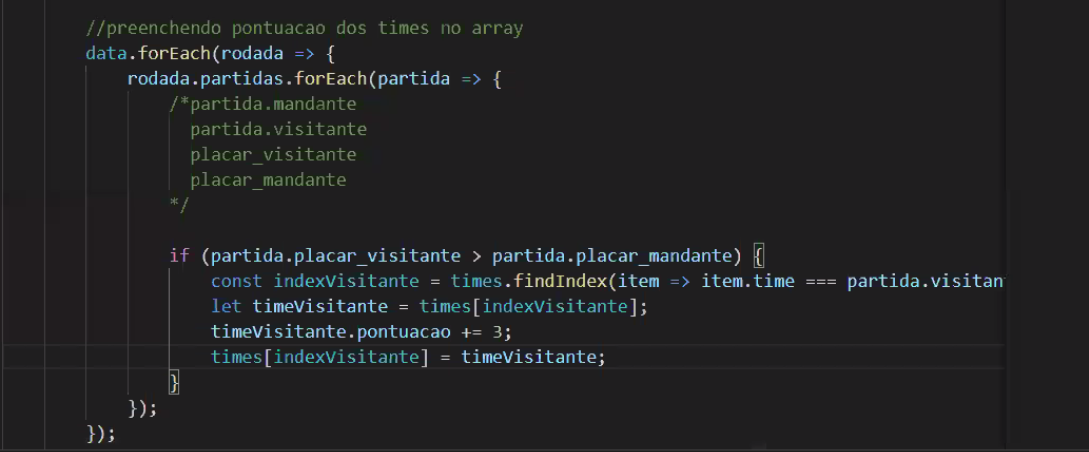 //preenchendo pontuacao dos times no array
data.forEach(rodada => {
rodada.partidas.forEach(partida => {
/*partida.mandante
partida.visitante
placar_visitante
placar_mandante
*/
if (partida.placar_visitante > partida.placar_mandante) {
const indexVisitante = times.findIndex(item => item.time === partida.visitan
let timeVisitante = times[indexVisitante];
timeVisitante.pontuacao += 3;
times[indexVisitante] = timeVisitante;
}
});
});